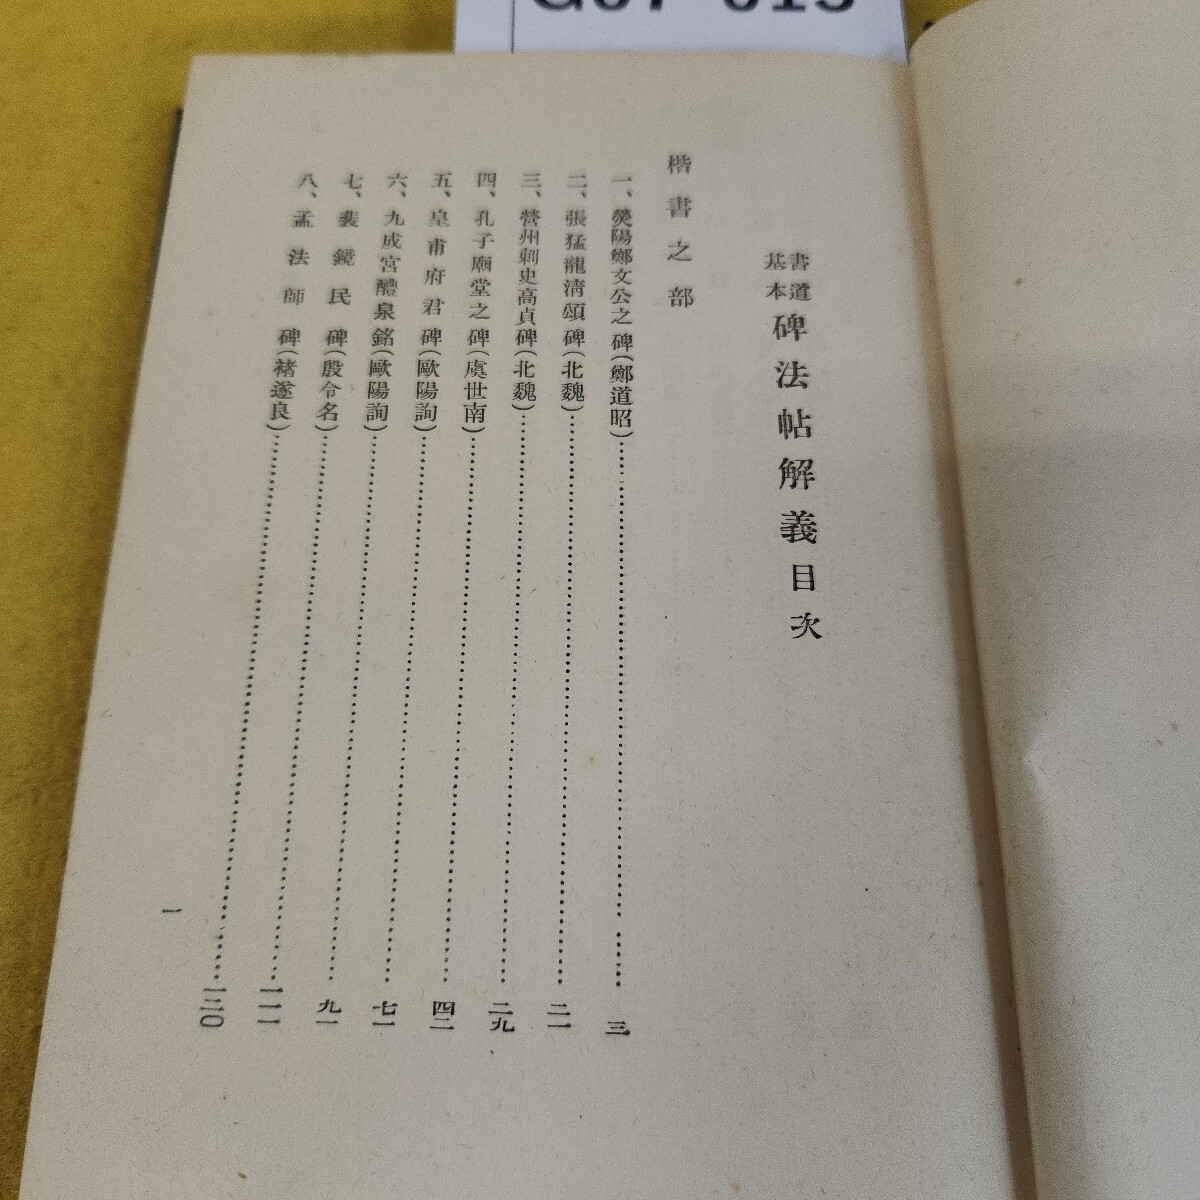 G07-013
書道
基本
碑法帖解義目次
楷書之部
一、熒陽鄭文公之碑(鄭道昭)…………三
二、張猛龍淸頌碑(北魏)…………二一
三、營州刺史高貞碑(北魏)…………二九
四、孔子廟堂之碑(虞世南)…………四二
五、皇甫府君碑(歐陽詢)…………七一
六、九成宮醴泉銘(歐陽詢)…………九一
七、裴鏡民碑(殷令名)…………一一一
八、孟法師碑(褚遂良)…………一三〇
一